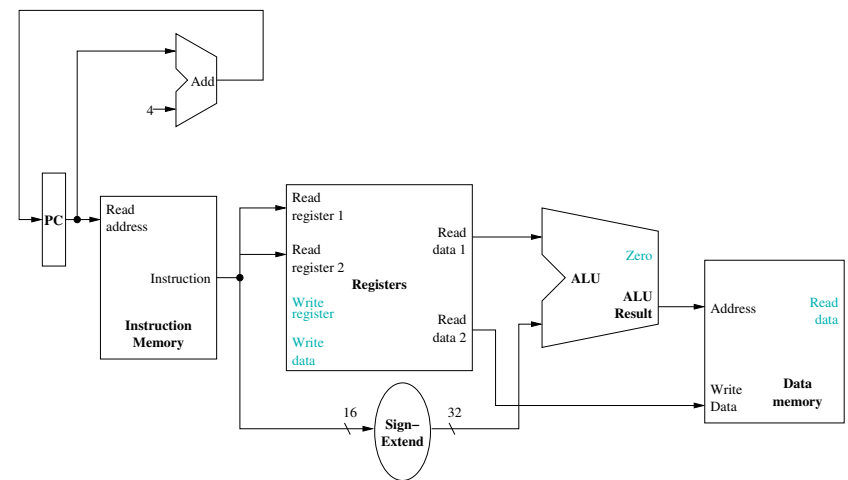 Add
4
PC
Read
address
Instruction
Instruction
Memory
Read
register 1
Read
register 2
Write
register
Write
data
Registers
Read
data 1
Read
data 2
16
Sign−
Extend
32
Zero
ALU
ALU
Result
Address
Read
data
Write
Data
Data
memory